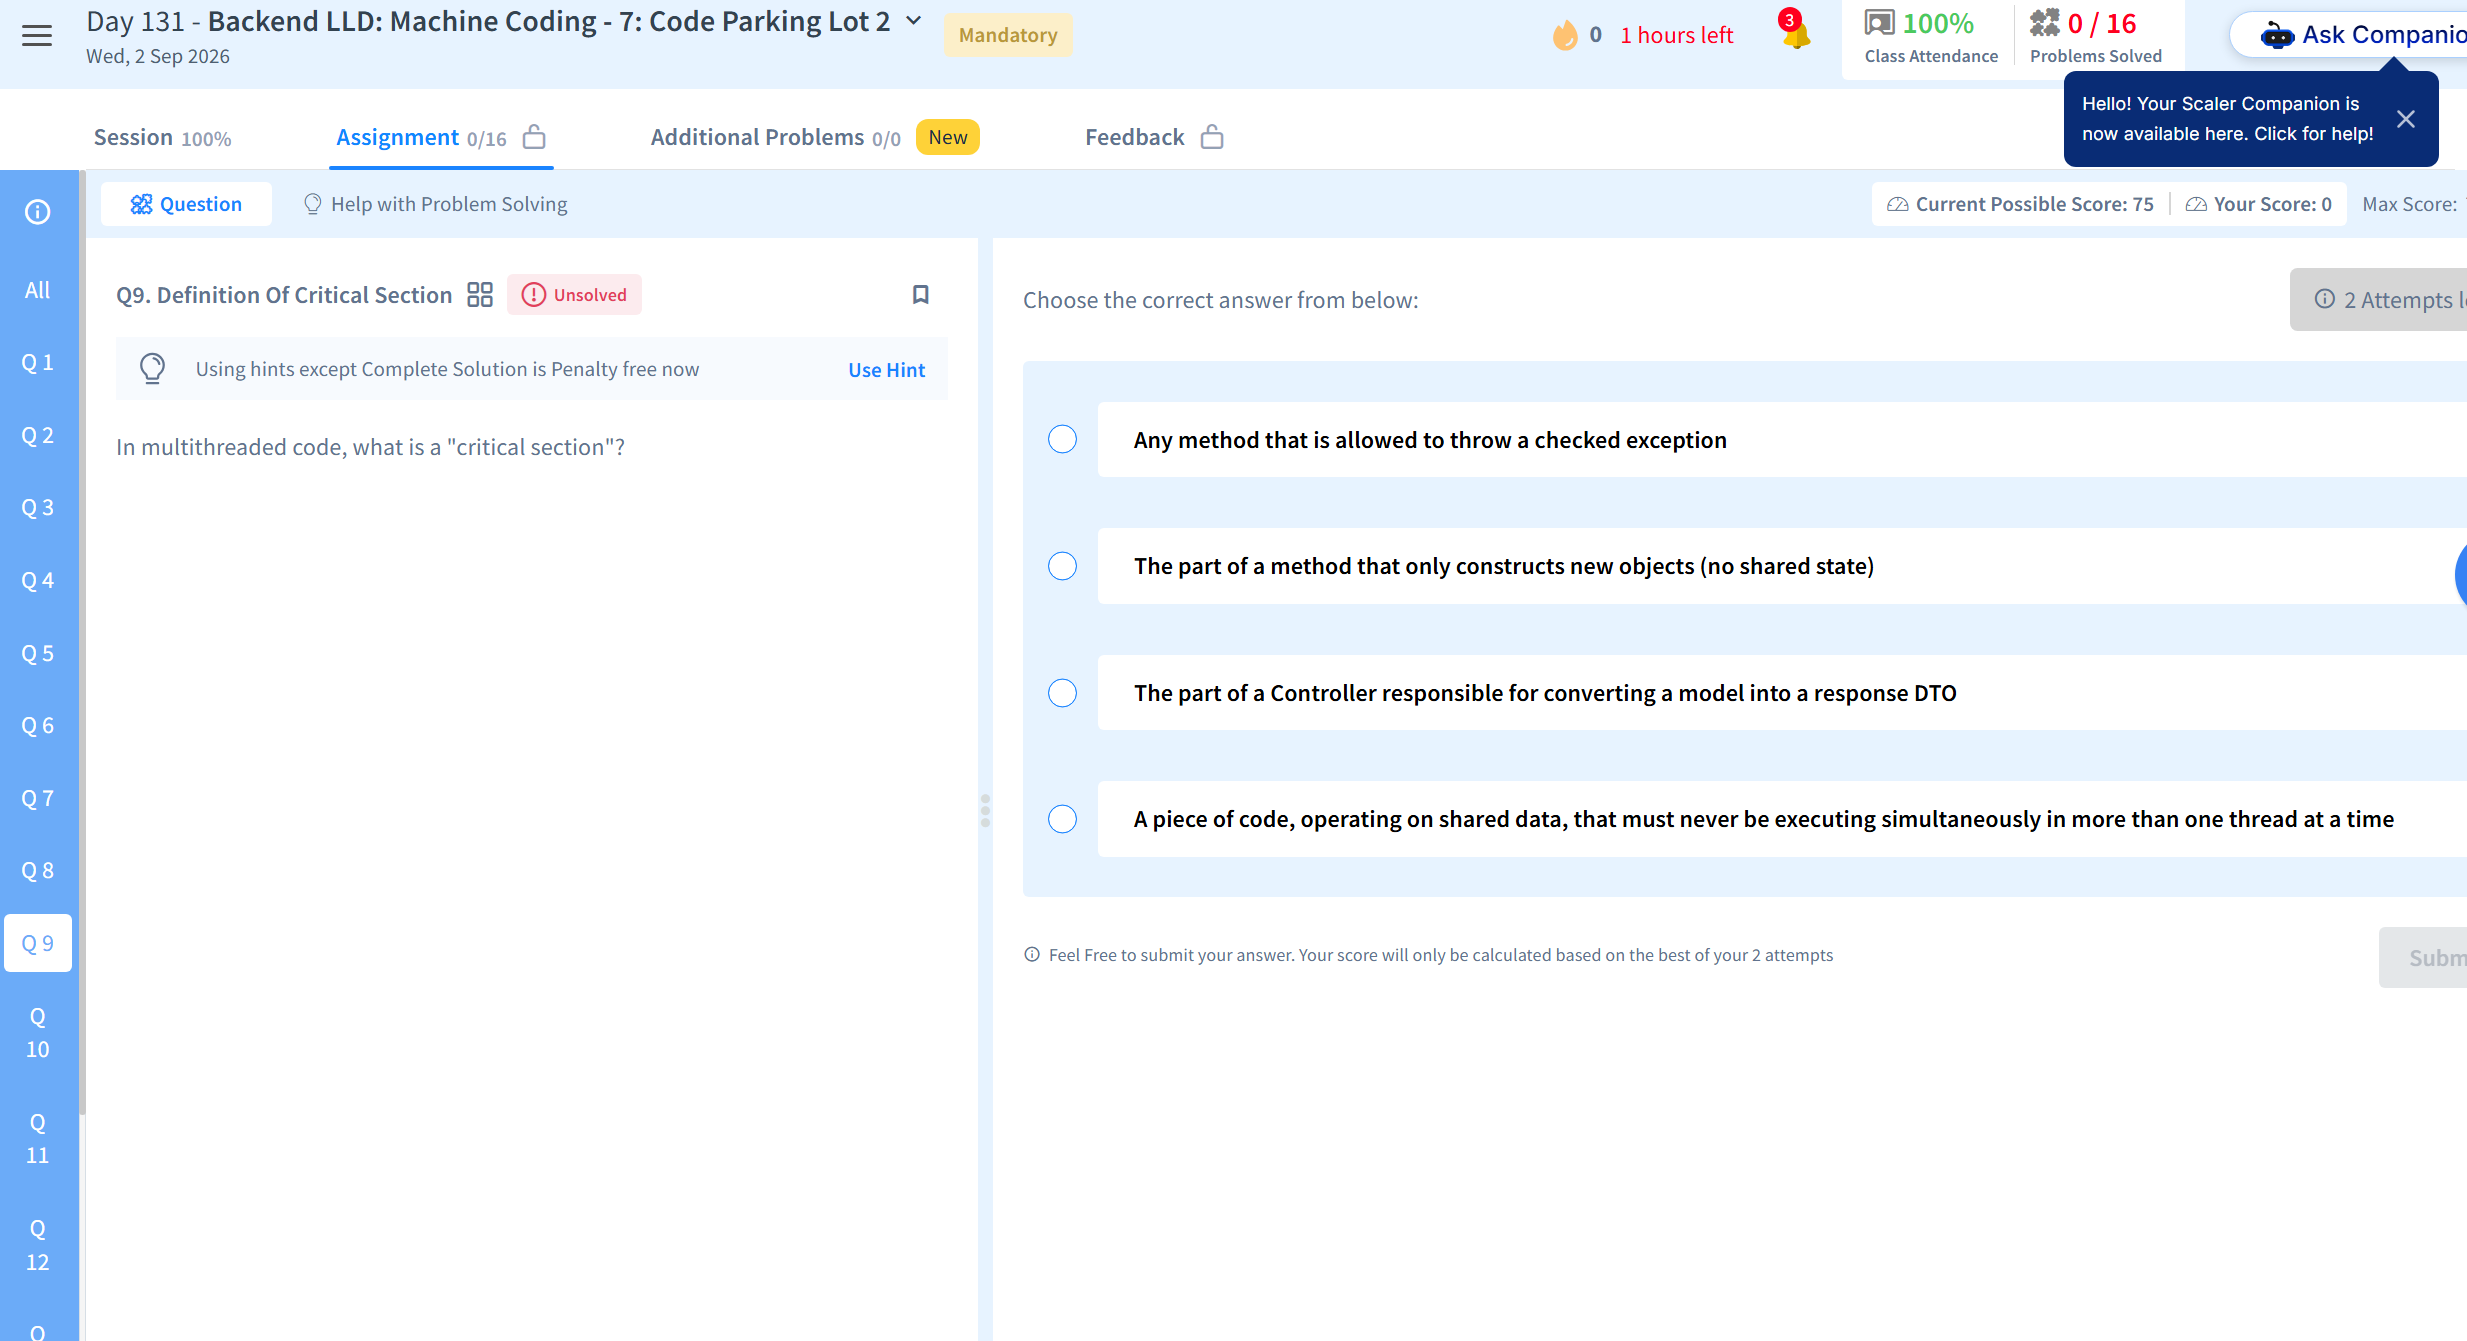 Day 131 - Backend LLD: Machine Coding - 7: Code Parking Lot 2
Wed, 2 Sep 2026
Mandatory
0
1 hours left
3
100%
Class Attendance
0 / 16
Problems Solved
Ask Companio
Hello! Your Scaler Companion is
now available here. Click for help!
Session 100%
Assignment 0/16
Additional Problems 0/0
New
Feedback
Question
Help with Problem Solving
Current Possible Score: 75
Your Score: 0
Max Score:
All
Q 1
Q 2
Q 3
Q 4
Q 5
Q 6
Q 7
Q 8
Q 9
Q
10
Q
11
Q
12
Q
Q9. Definition Of Critical Section
Unsolved
Using hints except Complete Solution is Penalty free now
Use Hint
In multithreaded code, what is a "critical section"?
Choose the correct answer from below:
2 Attempts l
Any method that is allowed to throw a checked exception
The part of a method that only constructs new objects (no shared state)
The part of a Controller responsible for converting a model into a response DTO
A piece of code, operating on shared data, that must never be executing simultaneously in more than one thread at a time
Feel Free to submit your answer. Your score will only be calculated based on the best of your 2 attempts
Subm